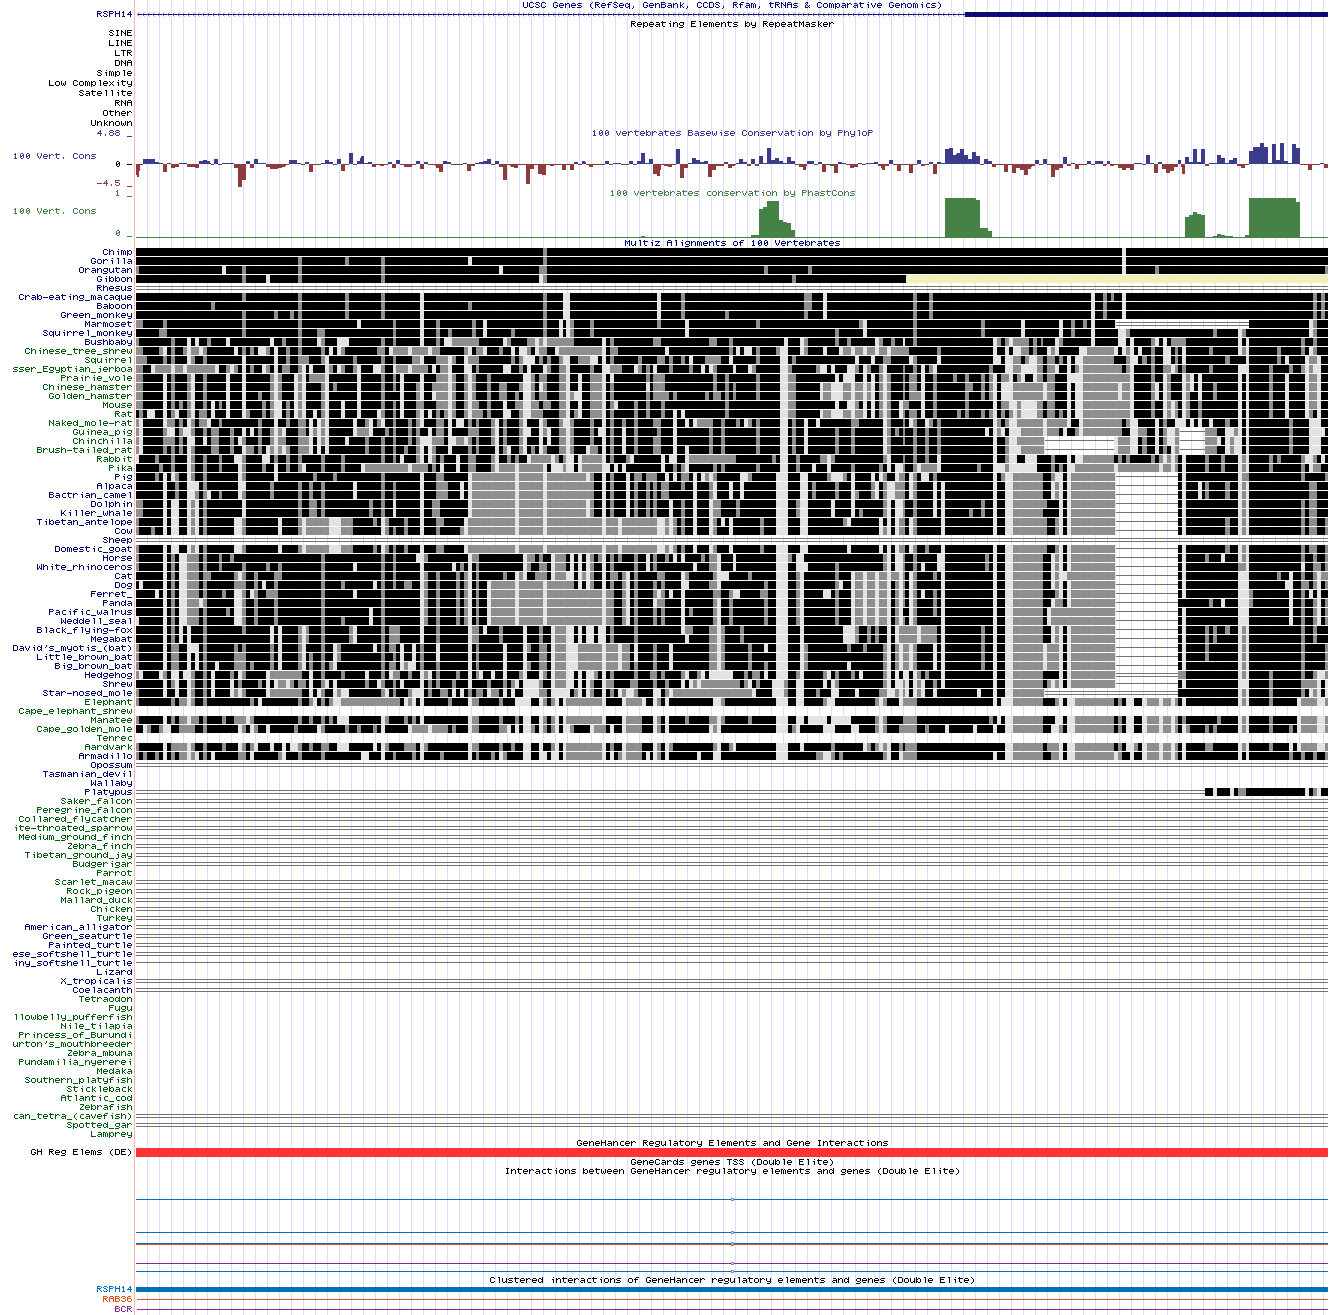 UCSC Genes (RefSeq, GenBank, CCDS, Rfam, tRNAs & Comparative Genomics)
RSPH14
Repeating Elements by RepeatMasker
SINE
LINE
LTR
DNA
Simple
Low Complexity
Satellite
RNA
Other
Unknown
4.88 _
100 vertebrates Basewise Conservation by PhyloP
100 Vert. Cons
0 -
-4.5 _
100 vertebrates conservation by PhastCons
1 _
100 Vert. Cons
0 _
Multiz Alignments of 100 Vertebrates
Chimp
Gorilla
Orangutan
Gibbon
Rhesus
Crab-eating_macaque
Baboon
Green_monkey
Marmoset
Squirrel_monkey
Bushbaby
Chinese_tree_shrew
Squirrel
sser_Egyptian_jerboa
Prairie_vole
Chinese_hamster
Golden_hamster
Mouse
Rat
Naked_mole-rat
Guinea_pig
Chinchilla
Brush-tailed_rat
Rabbit
Pika
Pig
Alpaca
Bactrian_camel
Dolphin
Killer_whale
Tibetan_antelope
Cow
Sheep
Domestic_goat
Horse
White_rhinoceros
Cat
Dog
Ferret_
Panda
Pacific_walrus
Weddell_seal
Black_flying-fox
Megabat
David's_myotis_(bat)
Little_brown_bat
Big_brown_bat
Hedgehog
Shrew
Star-nosed_mole
Elephant
Cape_elephant_shrew
Manatee
Cape_golden_mole
Tenrec
Aardvark
Armadillo
Opossum
Tasmanian_devil
Wallaby
Platypus
Saker_falcon
Peregrine_falcon
Collared_flycatcher
ite-throated_sparrow
Medium_ground_finch
Zebra_finch
Tibetan_ground_jay
Budgerigar
Parrot
Scarlet_macaw
Rock_pigeon
Mallard_duck
Chicken
Turkey
American_alligator
Green_seaturtle
Painted_turtle
ese_softshell_turtle
iny_softshell_turtle
Lizard
X_tropicalis
Coelacanth
Tetraodon
Fugu
llowbelly_pufferfish
Nile_tilapia
Princess_of_Burundi
urton's_mouthbreeder
Zebra_mbuna
Pundamilia_nyererei
Medaka
Southern_platyfish
Stickleback
Atlantic_cod
Zebrafish
can_tetra_(cavefish)
Spotted_gar
Lamprey
GeneHancer Regulatory Elements and Gene Interactions
GH Reg Elems (DE)
GeneCards genes TSS (Double Elite)
Interactions between GeneHancer regulatory elements and genes (Double Elite)
Clustered interactions of GeneHancer regulatory elements and genes (Double Elite)
RSPH14
RAB36
BCR